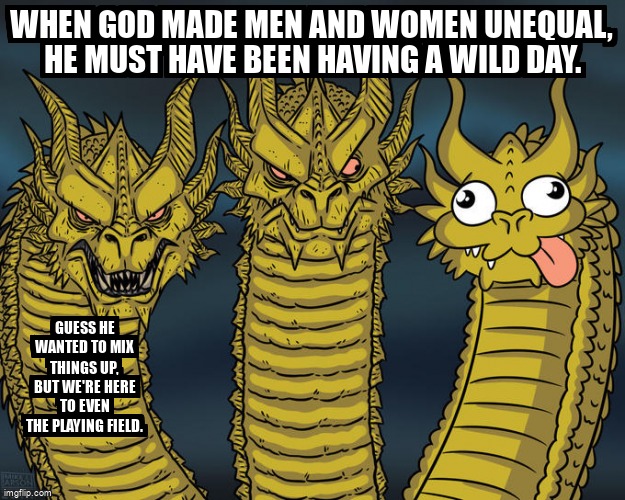 WHEN GOD MADE MEN AND WOMEN UNEQUAL,
HE MUST HAVE BEEN HAVING A WILD DAY.
GUESS HE
WANTED TO MIX
THINGS UP,
BUT WE'RE HERE
TO EVEN
THE PLAYING FIELD.
imgflip.com